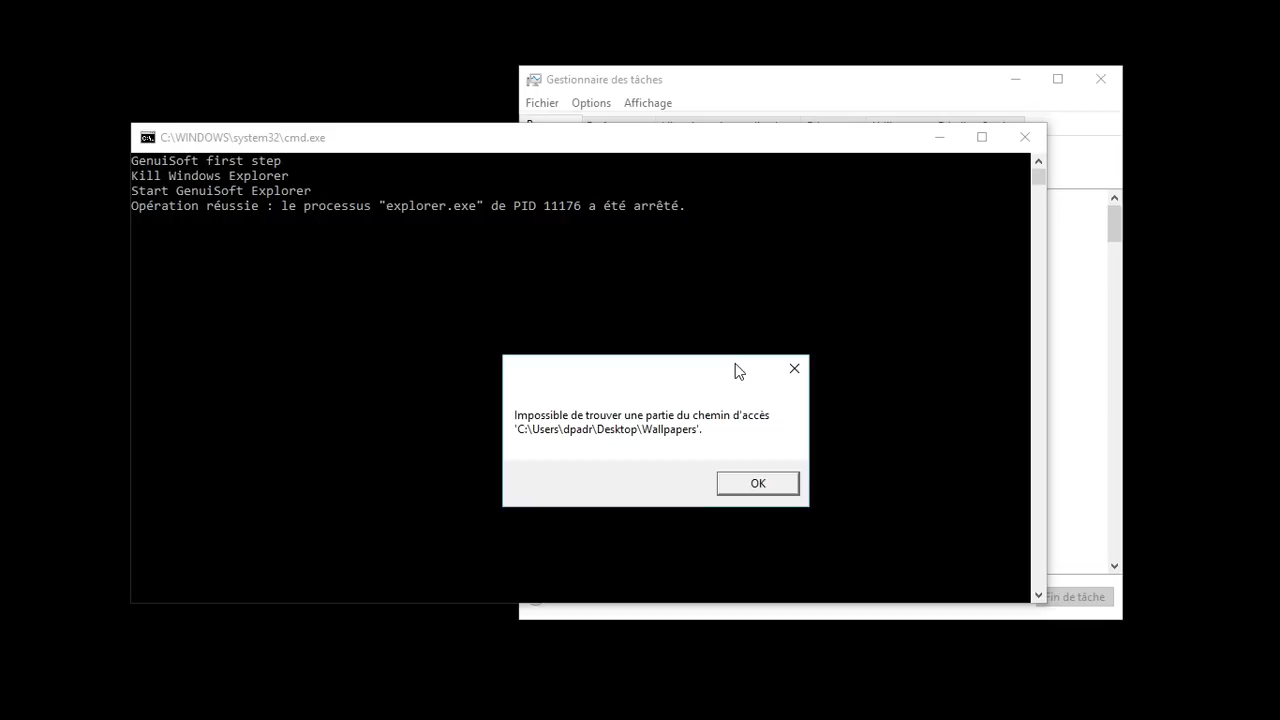 Gestionnaire des tâches
Fichier Options Affichage
C:\WINDOWS\system32\cmd.exe
GenuiSoft first step
Kill Windows Explorer
Start GenuiSoft Explorer
Opération réussie : le processus "explorer.exe" de PID 11176 a été arrêté.
Impossible de trouver une partie du chemin d'accès
'C:\Users\dpadr\Desktop\Wallpapers'.
OK
Fin de tâche